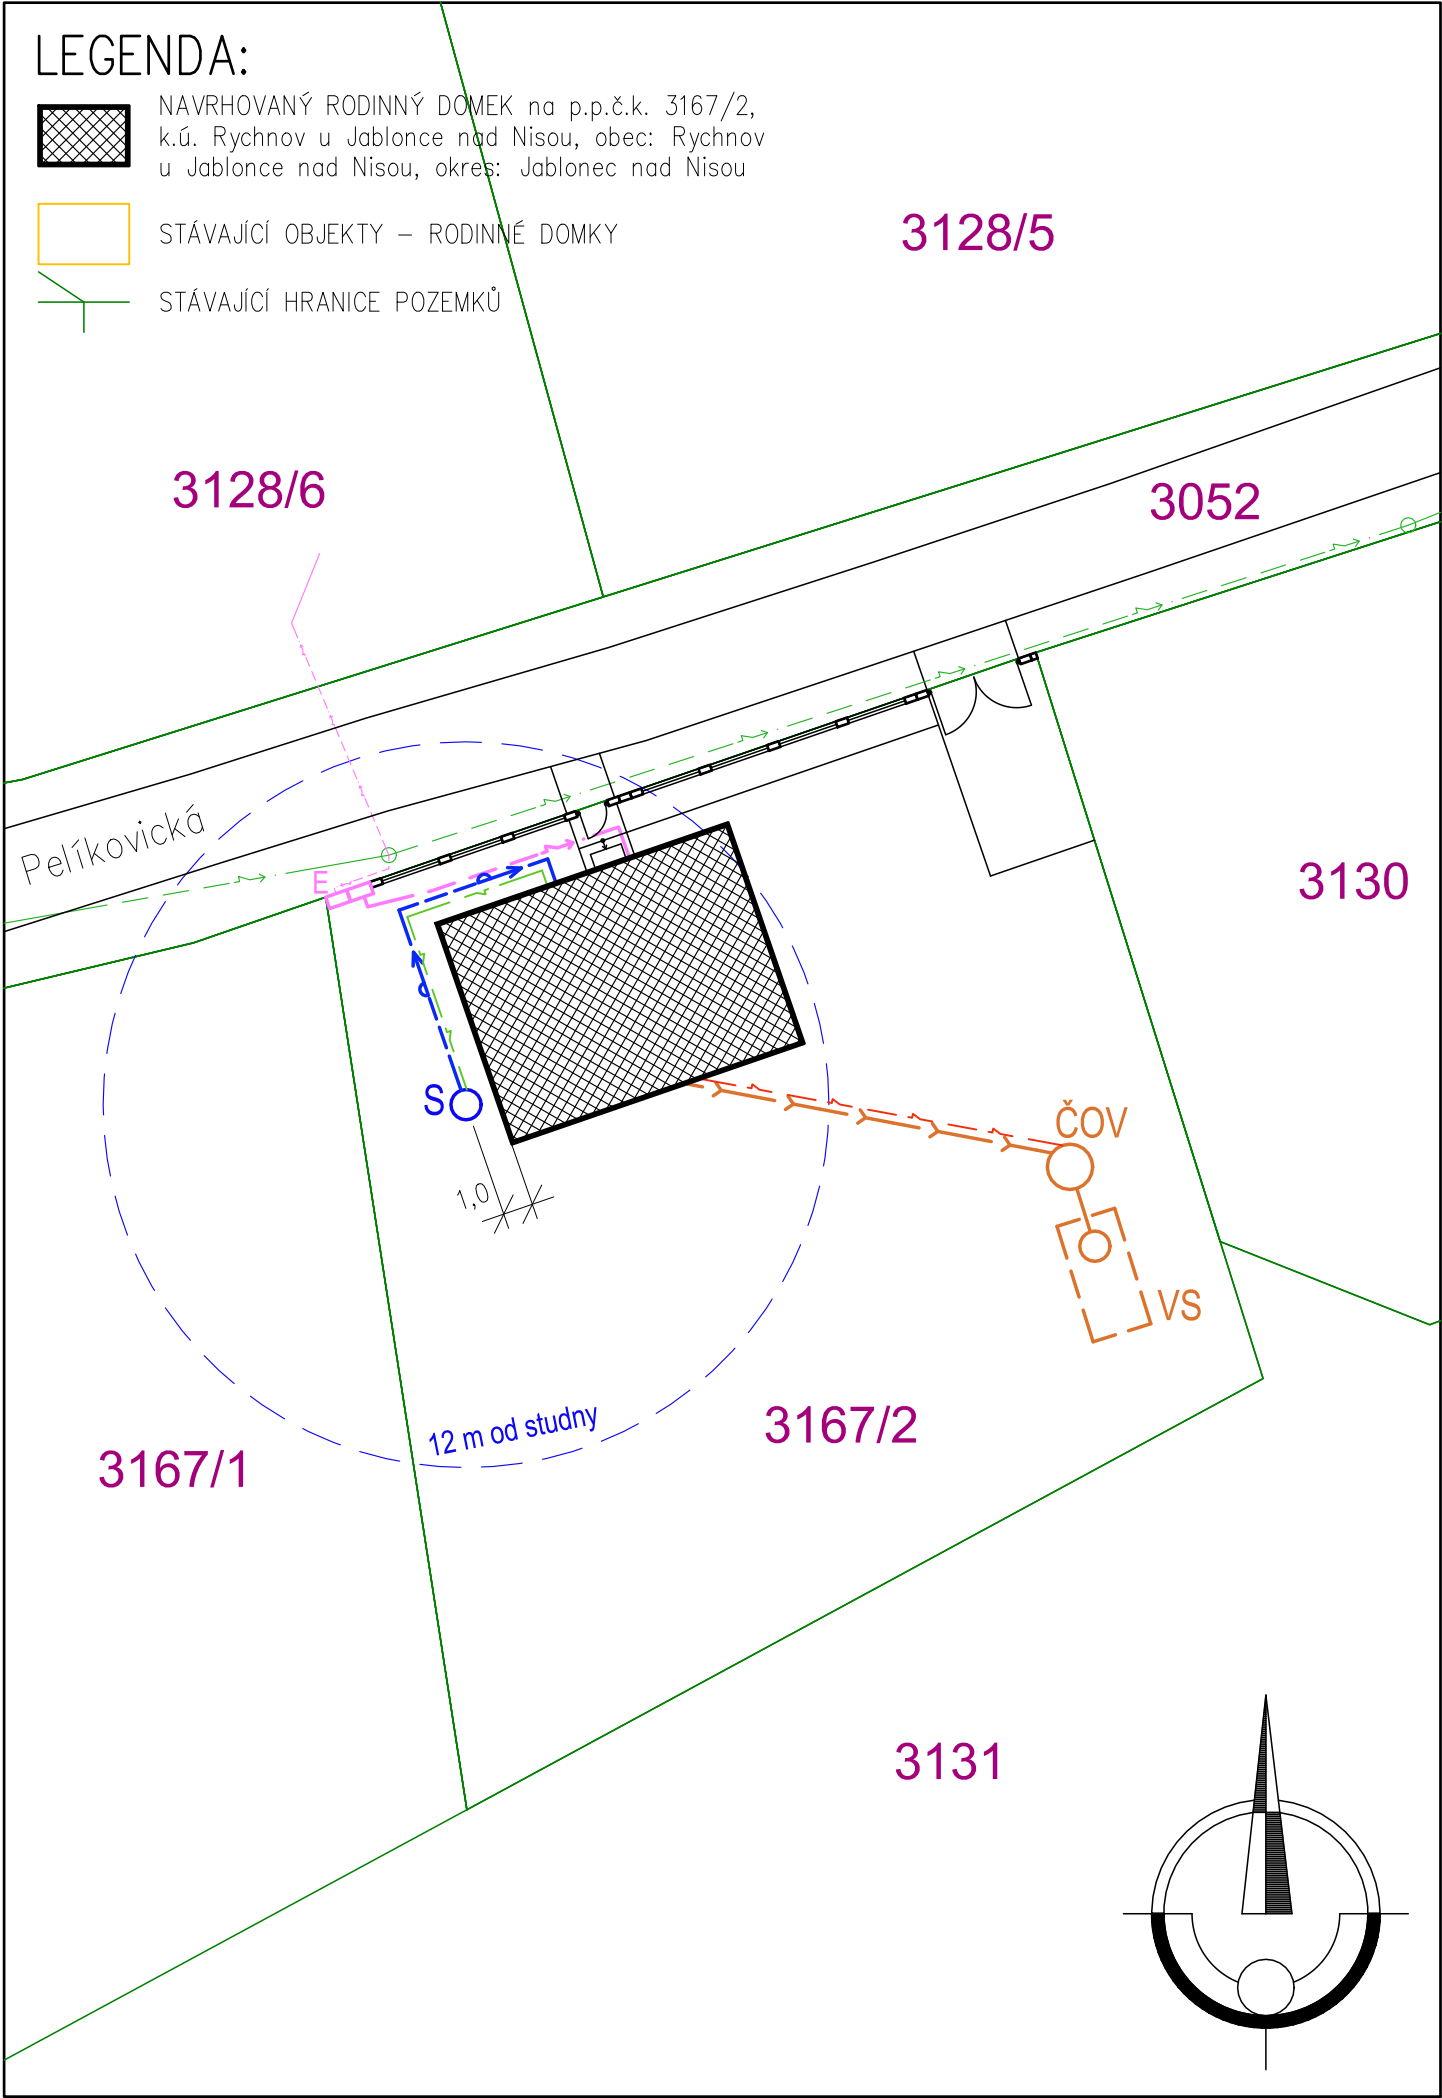 LEGENDA:
NAVRHOVANÝ RODINNÝ DOMEK na p.p.č.k. 3167/2,
k.ú. Rychnov u Jablonce nad Nisou, obec: Rychnov
u Jablonce nad Nisou, okres: Jablonec nad Nisou
STÁVAJÍCÍ OBJEKTY – RODINNÉ DOMKY
STÁVAJÍCÍ HRANICE POZEMKŮ
3128/5
3128/6
3052
Pelíkovická
E
3130
S
ČOV
1,0
VS
12 m od studny
3167/2
3167/1
3131